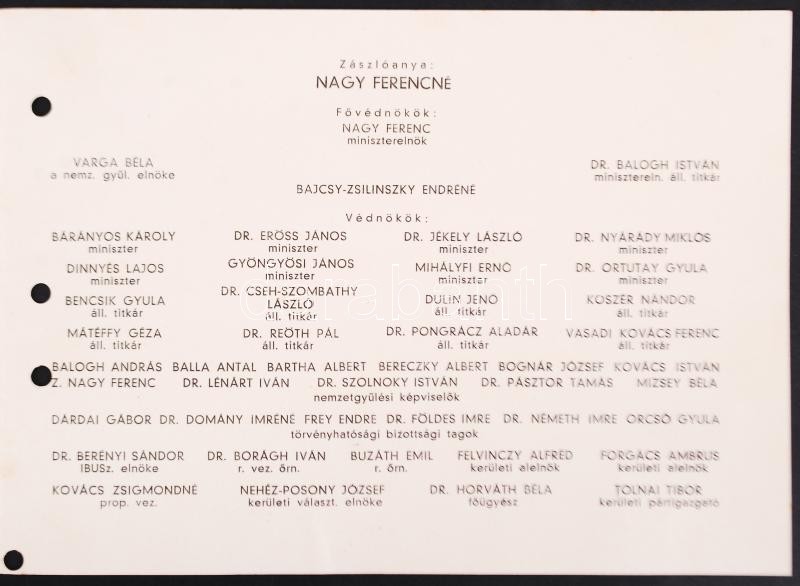 Zászlóanya:
NAGY FERENCNÉ
Fővédnökök:
NAGY FERENC
miniszterelnök
VARGA BÉLA
a nemz. gyűl. elnöke
DR. BALOGH ISTVÁN
minisztereln. áll. titkár
BAJCSY-ZSILINSZKY ENDRÉNÉ
Védnökök:
BÁRÁNYOS KÁROLY DR. ERŐSS JÁNOS DR. JÉKELY LÁSZLÓ DR. NYÁRÁDY MIKLÓS
miniszter miniszter miniszter miniszter
DINNYÉS LAJOS GYÖNGYÖSI JÁNOS MIHÁLYFI ERNŐ DR. ORTUTAY GYULA
miniszter miniszter miniszter miniszter
BENCSIK GYULA DR. CSEH-SZOMBATHY LÁSZLÓ DULIN JENŐ KOSZÉR NÁNDOR
áll. titkár áll. titkár áll. titkár áll. titkár
MÁTÉFFY GÉZA DR. REÖTH PÁL DR. PONGRÁCZ ALADÁR VASADI KOVÁCS FERENC
áll. titkár áll. titkár áll. titkár áll. titkár
BALOGH ANDRÁS BALLA ANTAL BARTHA ALBERT BERECZKY ALBERT BOGNÁR JÓZSEF KOVÁCS ISTVÁN
Z. NAGY FERENC DR. LÉNÁRT IVÁN DR. SZOLNOKY ISTVÁN DR. PÁSZTOR TAMÁS MIZSEY BÉLA
nemzetgyűlési képviselők
DÁRDAI GÁBOR DR. DOMÁNY IMRÉNÉ FREY ENDRE DR. FÖLDES IMRE DR. NÉMETH IMRE ORCSÓ GYULA
törvényhatósági bizottsági tagok
DR. BERÉNYI SÁNDOR DR. BORÁGH IVÁN BUZÁTH EMIL FELVINCZY ALFRÉD FORGÁCS AMBRUS
IBUSz. elnöke r. vez. őrn. r. őrn. kerületi alelnök kerületi alelnök
KOVÁCS ZSIGMONDNÉ NEHÉZ-POSONY JÓZSEF DR. HORVÁTH BÉLA TOLNAI TIBOR
prop. vez. kerületi választ. elnöke főügyész kerületi pártigazgató